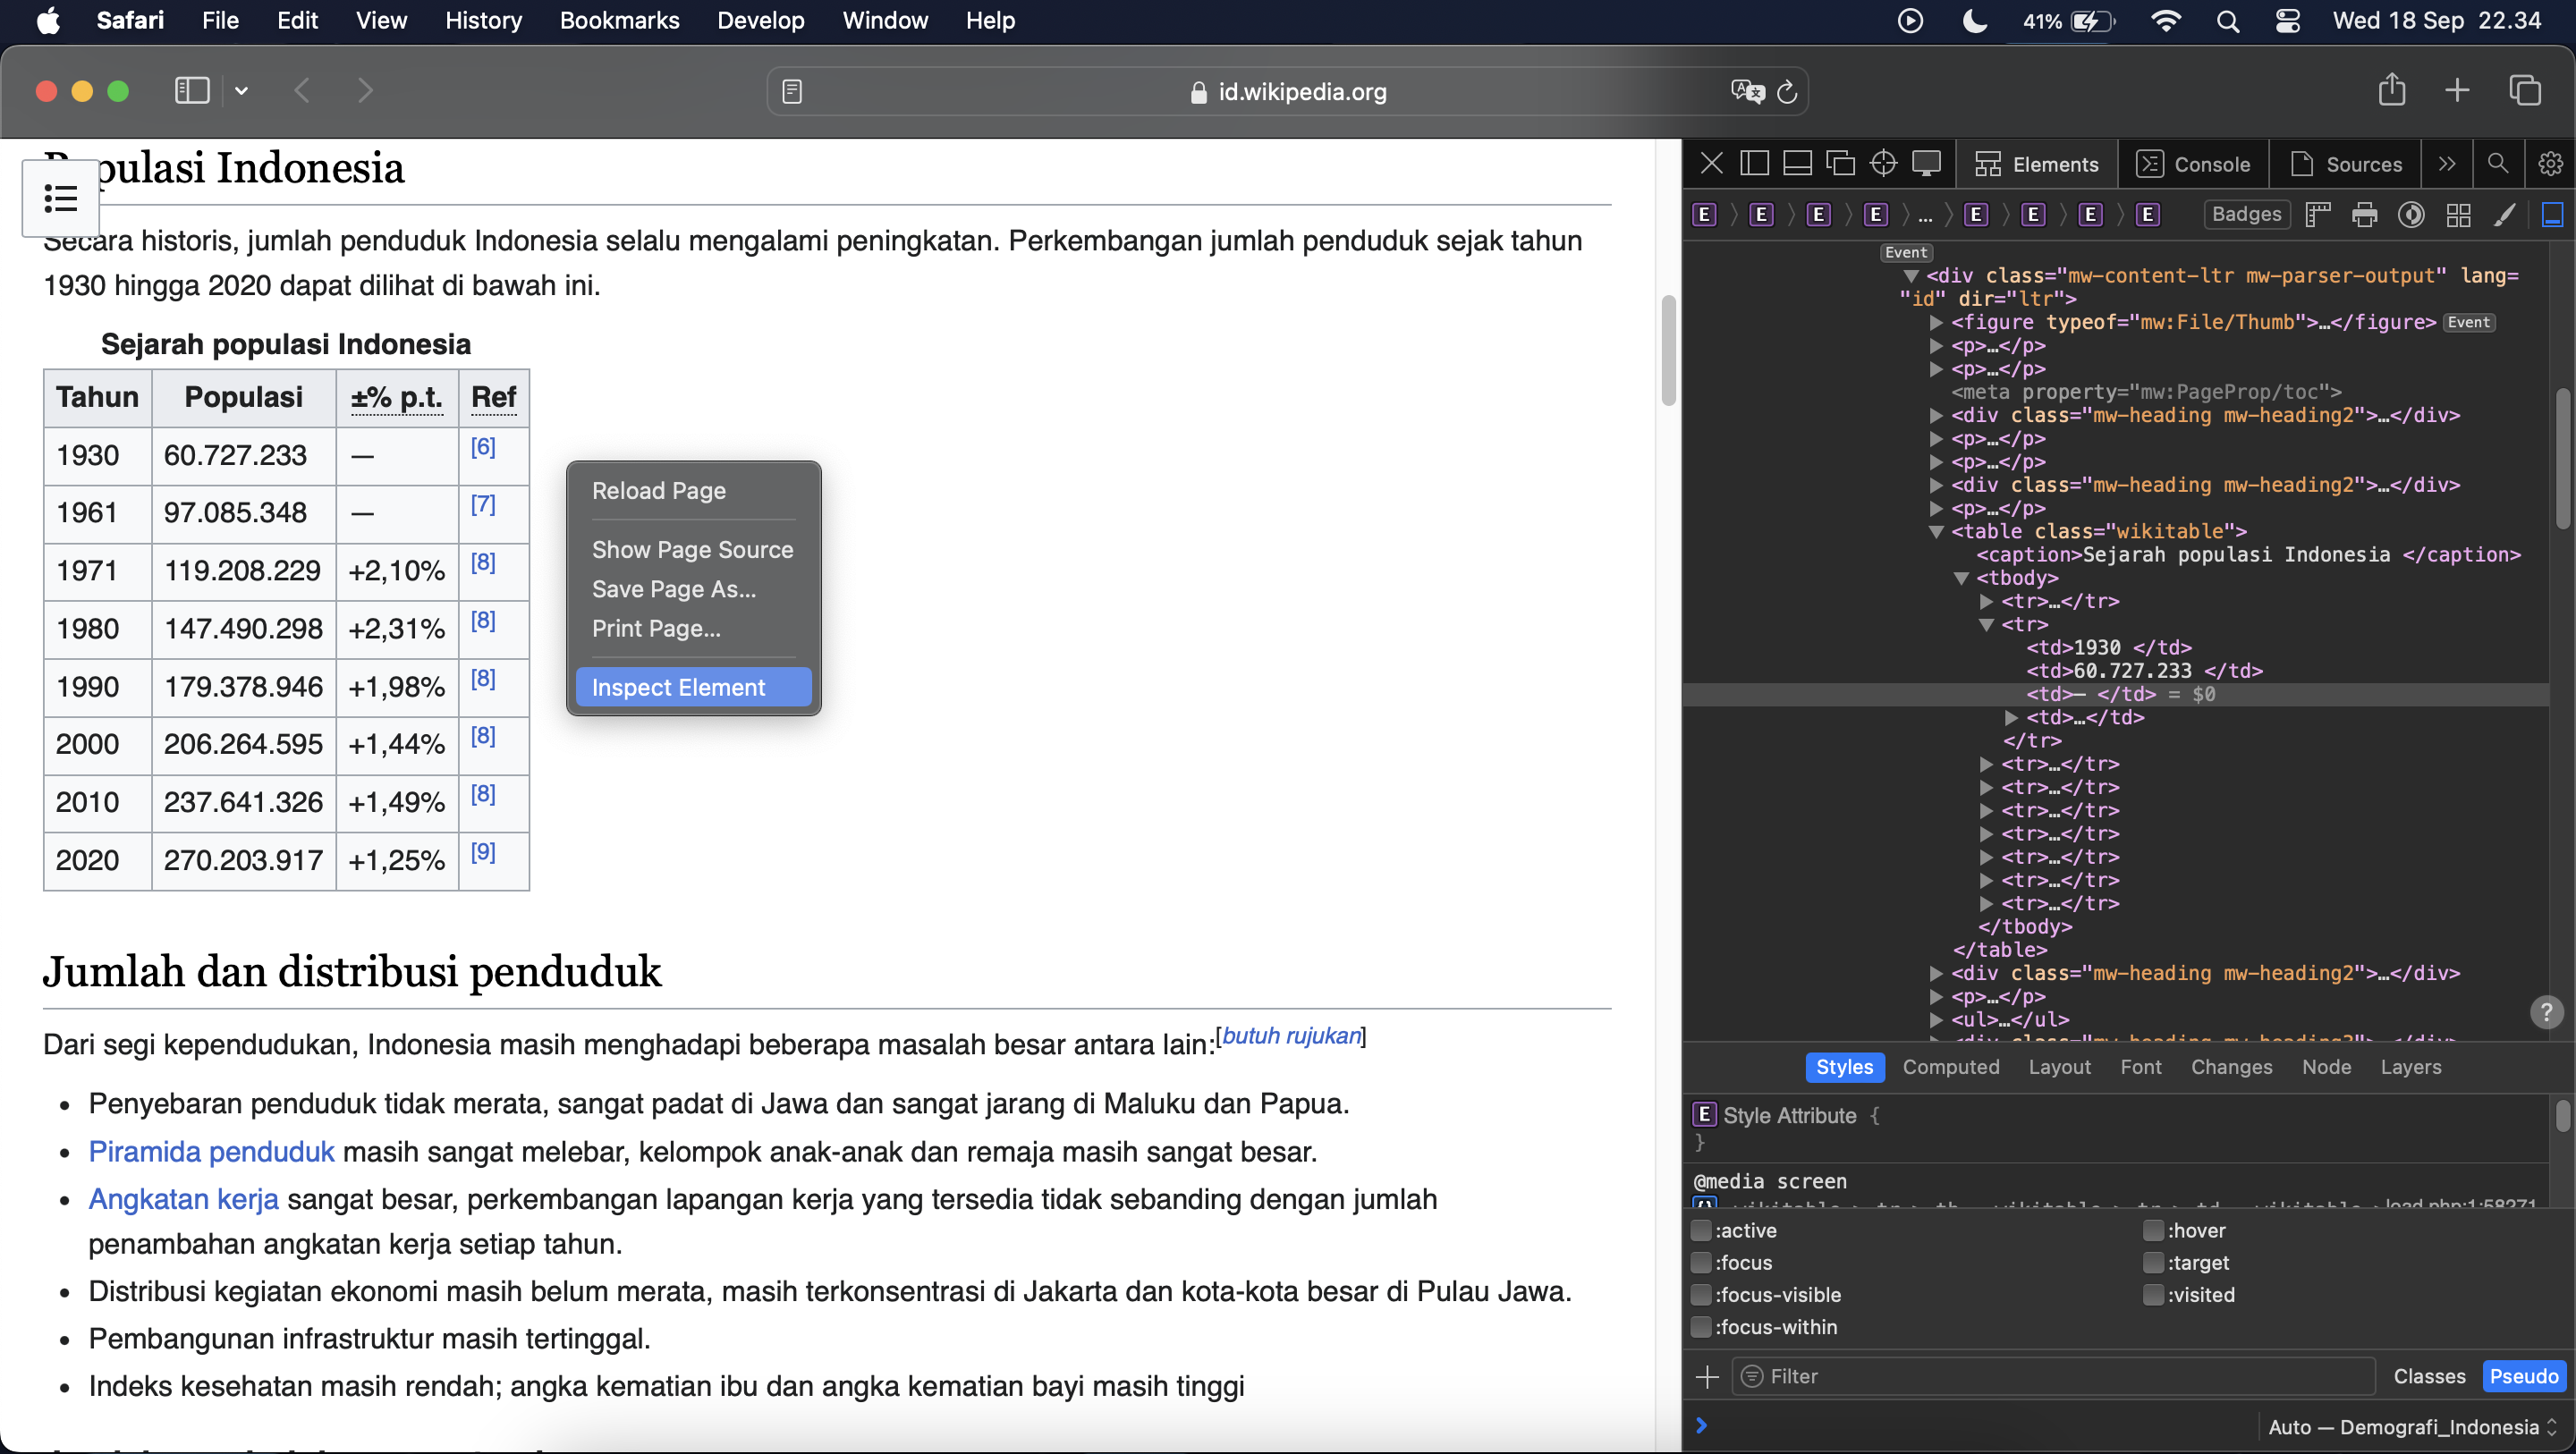 Safari File Edit View History Bookmarks Develop Window Help 41% Wed 18 Sep 22.34
id.wikipedia.org
Populasi Indonesia
Secara historis, jumlah penduduk Indonesia selalu mengalami peningkatan. Perkembangan jumlah penduduk sejak tahun
1930 hingga 2020 dapat dilihat di bawah ini.
Sejarah populasi Indonesia
Tahun Populasi ±% p.t. Ref
1930 60.727.233 — [6]
1961 97.085.348 — [7]
1971 119.208.229 +2,10% [8]
1980 147.490.298 +2,31% [8]
1990 179.378.946 +1,98% [8]
2000 206.264.595 +1,44% [8]
2010 237.641.326 +1,49% [8]
2020 270.203.917 +1,25% [9]
Reload Page
Show Page Source
Save Page As...
Print Page...
Inspect Element
Jumlah dan distribusi penduduk
Dari segi kependudukan, Indonesia masih menghadapi beberapa masalah besar antara lain:[butuh rujukan]
• Penyebaran penduduk tidak merata, sangat padat di Jawa dan sangat jarang di Maluku dan Papua.
• Piramida penduduk masih sangat melebar, kelompok anak-anak dan remaja masih sangat besar.
• Angkatan kerja sangat besar, perkembangan lapangan kerja yang tersedia tidak sebanding dengan jumlah
penambahan angkatan kerja setiap tahun.
• Distribusi kegiatan ekonomi masih belum merata, masih terkonsentrasi di Jakarta dan kota-kota besar di Pulau Jawa.
• Pembangunan infrastruktur masih tertinggal.
• Indeks kesehatan masih rendah; angka kematian ibu dan angka kematian bayi masih tinggi
Elements Console Sources
E E E E ... E E E E Badges
Event
<div class="mw-content-ltr mw-parser-output" lang=
"id" dir="ltr">
<figure typeof="mw:File/Thumb">…</figure> Event
<p>…</p>
<p>…</p>
<meta property="mw:PageProp/toc">
<div class="mw-heading mw-heading2">…</div>
<p>…</p>
<p>…</p>
<div class="mw-heading mw-heading2">…</div>
<p>…</p>
<table class="wikitable">
<caption>Sejarah populasi Indonesia </caption>
<tbody>
<tr>…</tr>
<tr>
<td>1930 </td>
<td>60.727.233 </td>
<td>— </td> = $0
<td>…</td>
</tr>
<tr>…</tr>
<tr>…</tr>
<tr>…</tr>
<tr>…</tr>
<tr>…</tr>
<tr>…</tr>
<tr>…</tr>
</tbody>
</table>
<div class="mw-heading mw-heading2">…</div>
<p>…</p>
<ul>…</ul>
?
Styles Computed Layout Font Changes Node Layers
E Style Attribute {
}
@media screen
:active :hover
:focus :target
:focus-visible :visited
:focus-within
Filter Classes Pseudo
Auto — Demografi_Indonesia